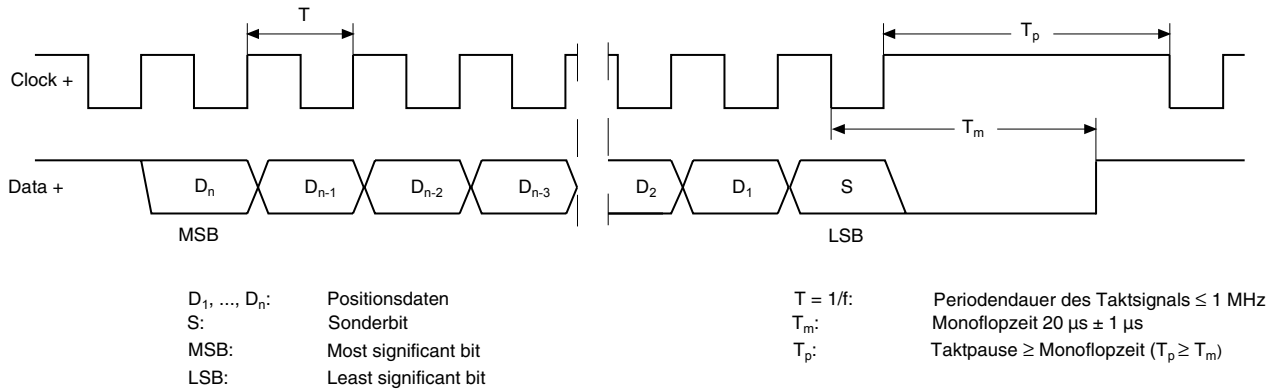 T
Tₚ
Clock +
Tₘ
Data +
Dₙ
Dₙ₋₁
Dₙ₋₂
Dₙ₋₃
D₂
D₁
S
MSB
LSB
D₁, ..., Dₙ: Positionsdaten
S: Sonderbit
MSB: Most significant bit
LSB: Least significant bit
T = 1/f: Periodendauer des Taktsignals ≤ 1 MHz
Tₘ: Monoflopzeit 20 µs ± 1 µs
Tₚ: Taktpause ≥ Monoflopzeit (Tₚ ≥ Tₘ)